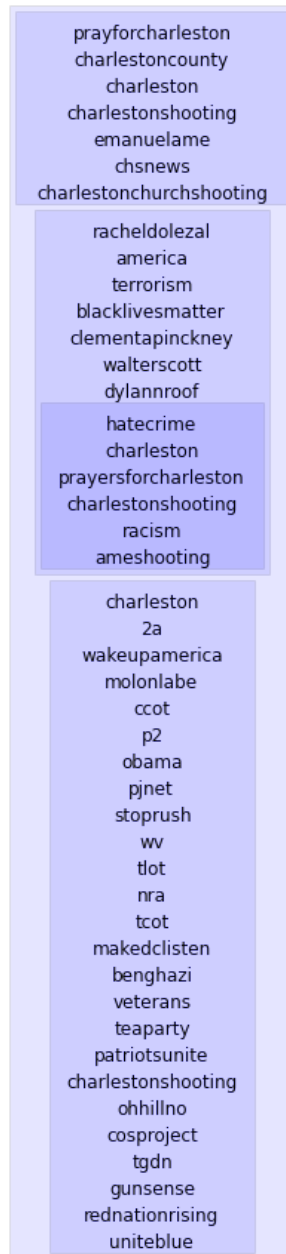 prayforcharleston
charlestoncounty
charleston
charlestonshooting
emanuelame
chsnews
charlestonchurchshooting
racheldolezal
america
terrorism
blacklivesmatter
clementapinckney
walterscott
dylannroof
hatecrime
charleston
prayersforcharleston
charlestonshooting
racism
ameshooting
charleston
2a
wakeupamerica
molonlabe
ccot
p2
obama
pjnet
stoprush
wv
tlot
nra
tcot
makedclisten
benghazi
veterans
teaparty
patriotsunite
charlestonshooting
ohhillno
cosproject
tgdn
gunsense
rednationrising
uniteblue